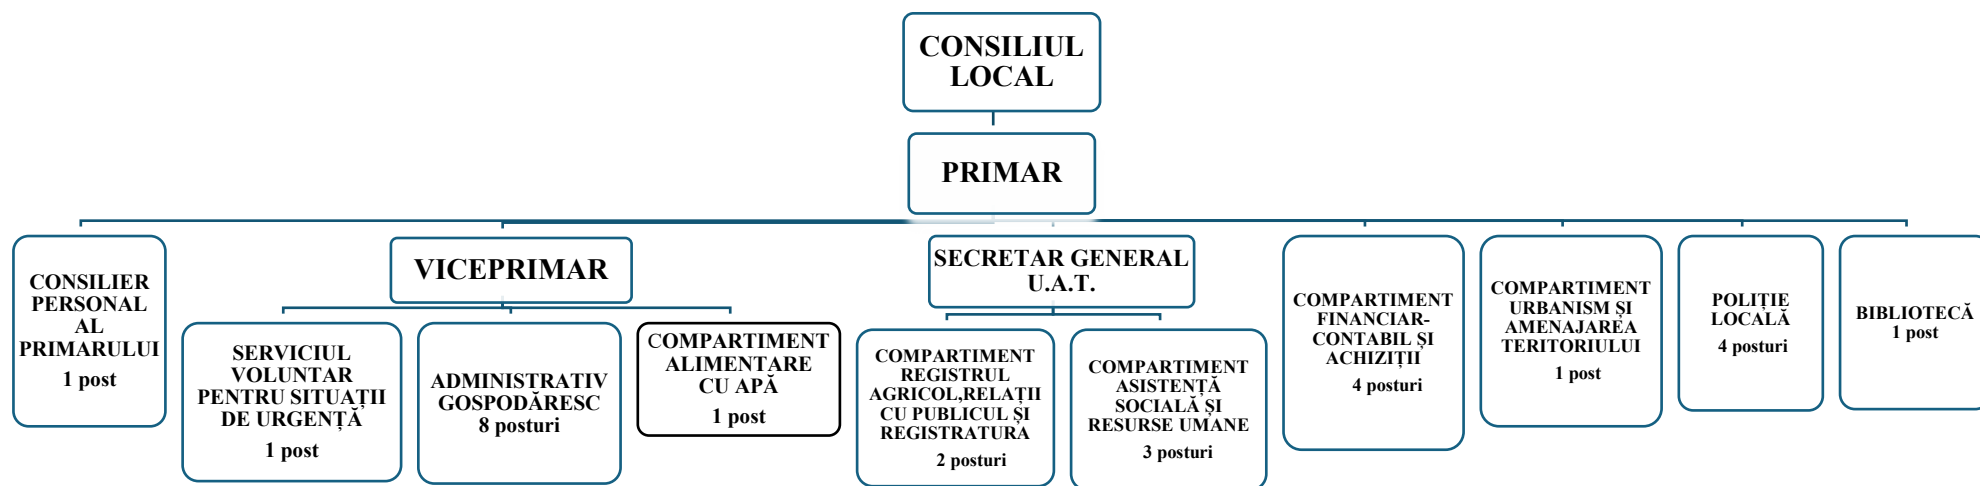 CONSILIUL
LOCAL
PRIMAR
CONSILIER
PERSONAL
AL
PRIMARULUI
1 post
VICEPRIMAR
SERVICIUL
VOLUNTAR
PENTRU SITUAȚII
DE URGENȚĂ
1 post
ADMINISTRATIV
GOSPODĂRESC
8 posturi
COMPARTIMENT
ALIMENTARE
CU APĂ
1 post
SECRETAR GENERAL
U.A.T.
COMPARTIMENT
REGISTRUL
AGRICOL,RELAȚII
CU PUBLICUL ȘI
REGISTRATURA
2 posturi
COMPARTIMENT
ASISTENȚĂ
SOCIALĂ ȘI
RESURSE UMANE
3 posturi
COMPARTIMENT
FINANCIAR-
CONTABIL ȘI
ACHIZIȚII
4 posturi
COMPARTIMENT
URBANISM ȘI
AMENAJAREA
TERITORIULUI
1 post
POLIȚIE
LOCALĂ
4 posturi
BIBLIOTECĂ
1 post